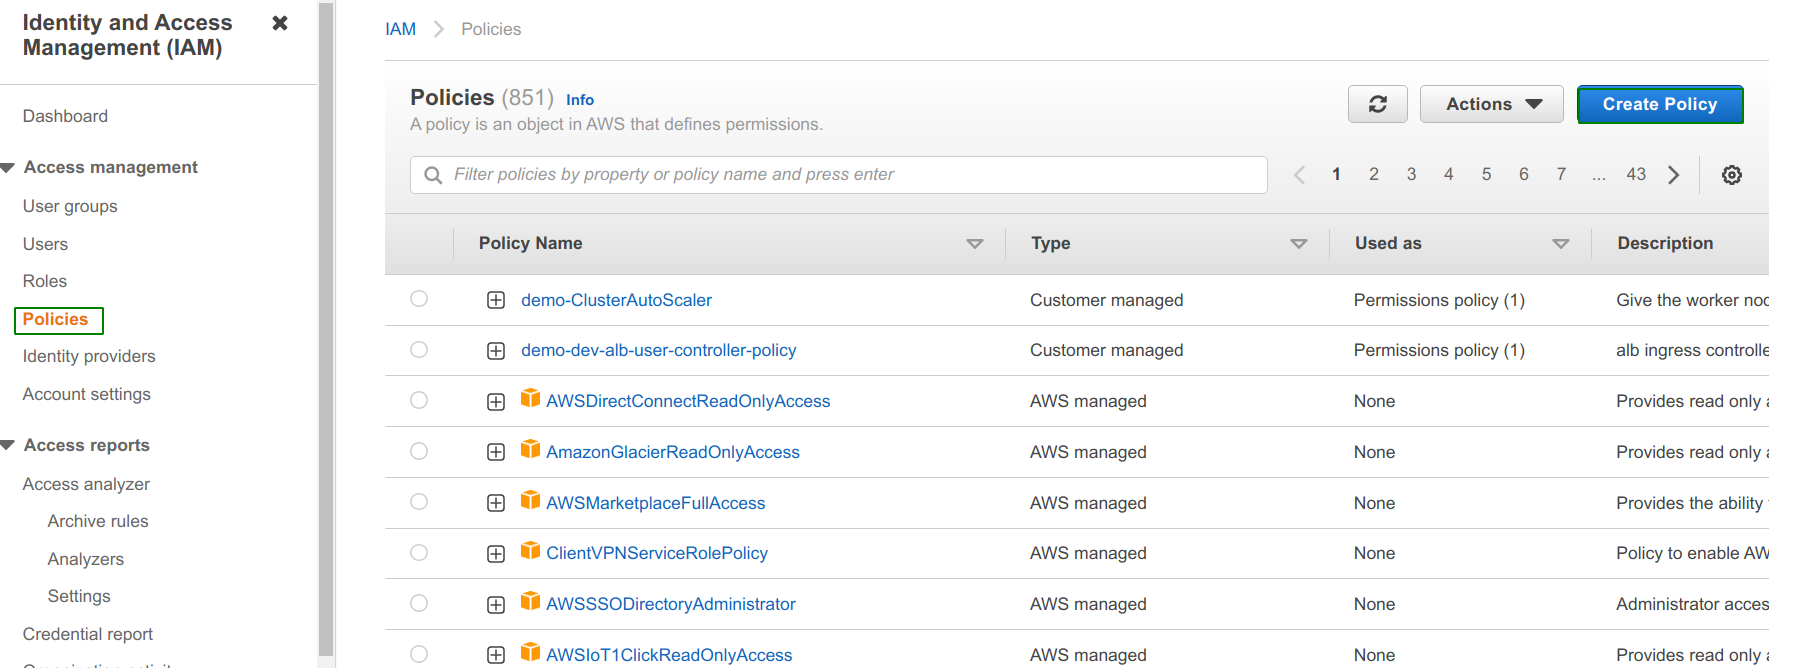 Identity and Access
Management (IAM)
Dashboard
Access management
User groups
Users
Roles
Policies
Identity providers
Account settings
Access reports
Access analyzer
Archive rules
Analyzers
Settings
Credential report
IAM Policies
Policies (851) Info
A policy is an object in AWS that defines permissions.
Actions
Create Policy
Filter policies by property or policy name and press enter
1 2 3 4 5 6 7 ... 43
Policy Name Type Used as Description
demo-ClusterAutoScaler Customer managed Permissions policy (1) Give the worker
demo-dev-alb-user-controller-policy Customer managed Permissions policy (1) alb ingress
AWSDirectConnectReadOnlyAccess AWS managed None Provides read only
AmazonGlacierReadOnlyAccess AWS managed None Provides read only
AWSMarketplaceFullAccess AWS managed None Provides the ability
ClientVPNServiceRolePolicy AWS managed None Policy to enable
AWSSSODirectoryAdministrator AWS managed None Administrator acces
AWSIoT1ClickReadOnlyAccess AWS managed None Provides read only